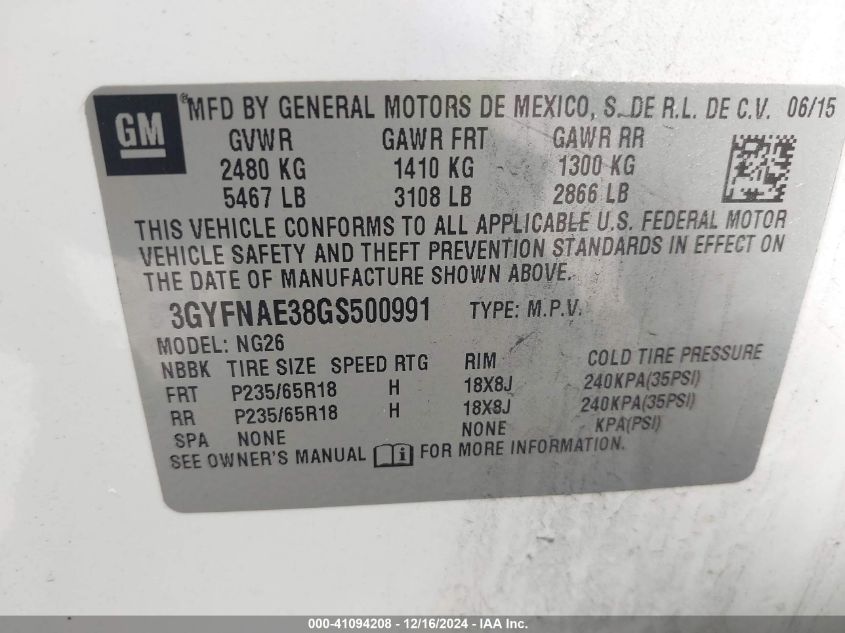 GM ® MFD BY GENERAL MOTORS DE MEXICO, S. DE R.L. DE C.V. 06/15
GVWR GAWR FRT GAWR RR
2480 KG 1410 KG 1300 KG
5467 LB 3108 LB 2866 LB
THIS VEHICLE CONFORMS TO ALL APPLICABLE U.S. FEDERAL MOTOR
VEHICLE SAFETY AND THEFT PREVENTION STANDARDS IN EFFECT ON
THE DATE OF MANUFACTURE SHOWN ABOVE.
3GYFNAE38GS500991 TYPE: M.P.V.
MODEL: NG26
NBBK TIRE SIZE SPEED RTG RIM COLD TIRE PRESSURE
FRT P235/65R18 H 18X8J 240KPA(35PSI)
RR P235/65R18 H 18X8J 240KPA(35PSI)
SPA NONE NONE KPA(PSI)
SEE OWNER'S MANUAL i FOR MORE INFORMATION.
000-41094208 - 12/16/2024 - IAA Inc.